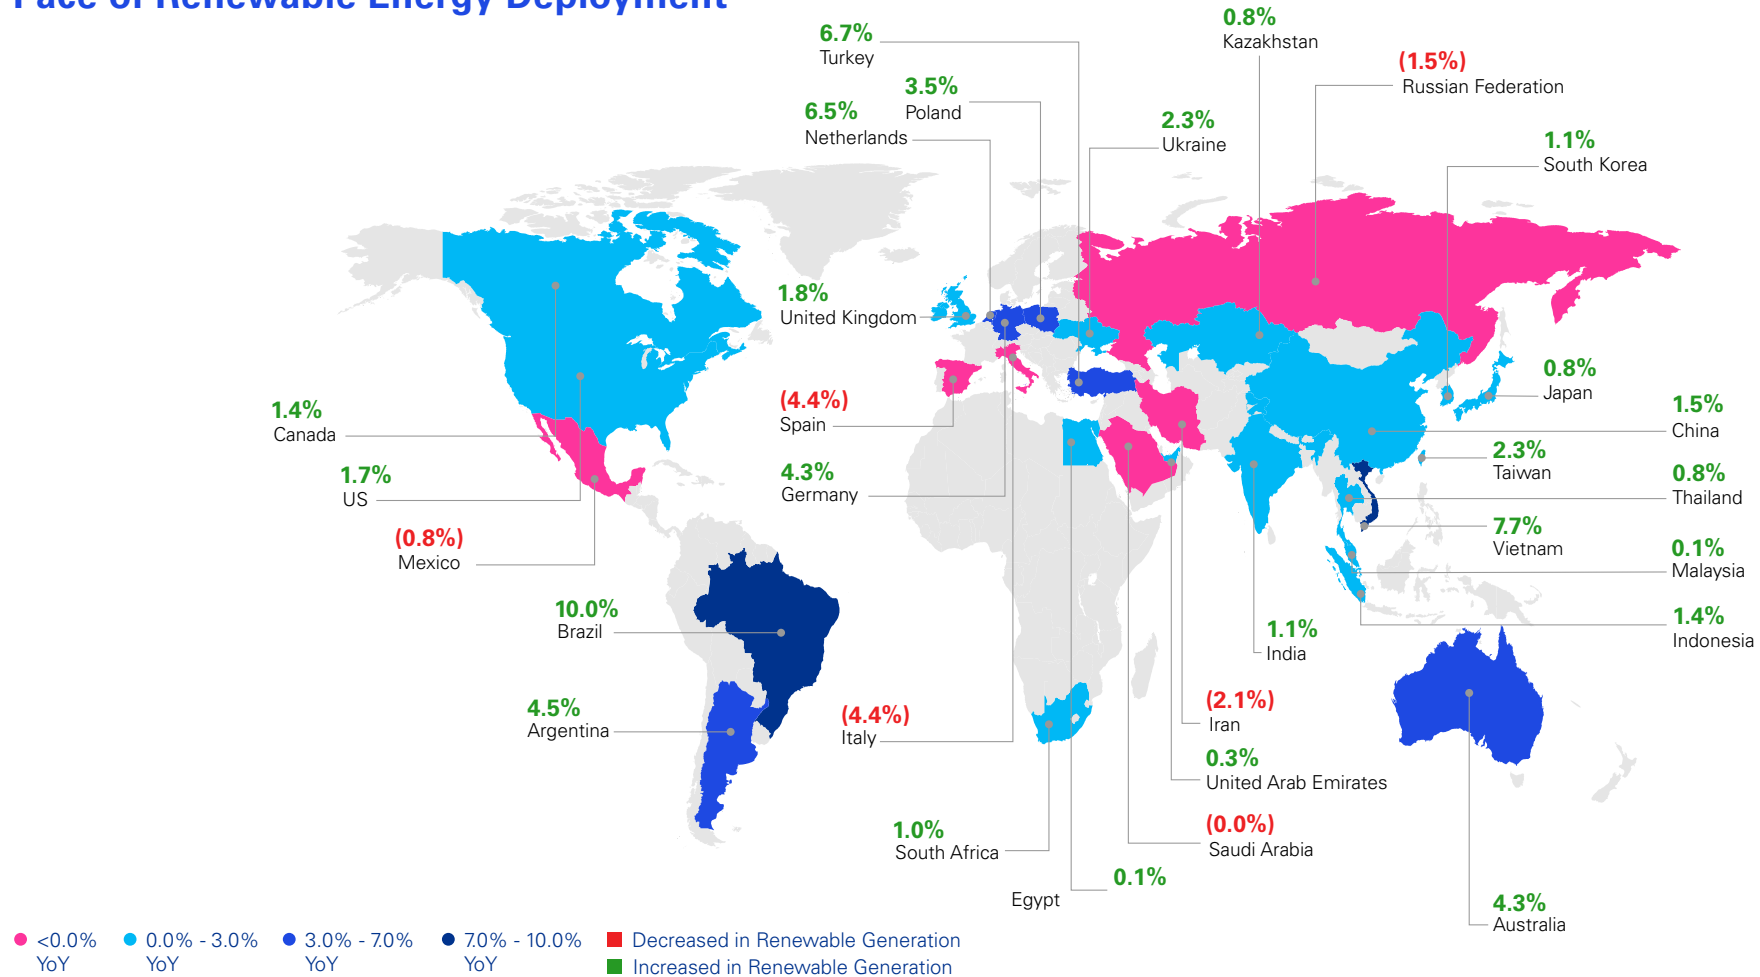 Pace of Renewable Energy Deployment
0.8%
Kazakhstan
6.7%
Turkey
(1.5%)
Russian Federation
3.5%
Poland
6.5%
Netherlands
2.3%
Ukraine
1.1%
South Korea
1.8%
United Kingdom
0.8%
Japan
(4.4%)
Spain
1.4%
Canada
1.5%
China
2.3%
Taiwan
4.3%
Germany
1.7%
US
0.8%
Thailand
7.7%
Vietnam
(0.8%)
Mexico
0.1%
Malaysia
10.0%
Brazil
1.4%
Indonesia
1.1%
India
4.5%
Argentina
(4.4%)
Italy
(2.1%)
Iran
0.3%
United Arab Emirates
1.0%
South Africa
(0.0%)
Saudi Arabia
0.1%
Egypt
4.3%
Australia
<0.0%
YoY
0.0% - 3.0%
YoY
3.0% - 7.0%
YoY
7.0% - 10.0%
YoY
Decreased in Renewable Generation
Increased in Renewable Generation